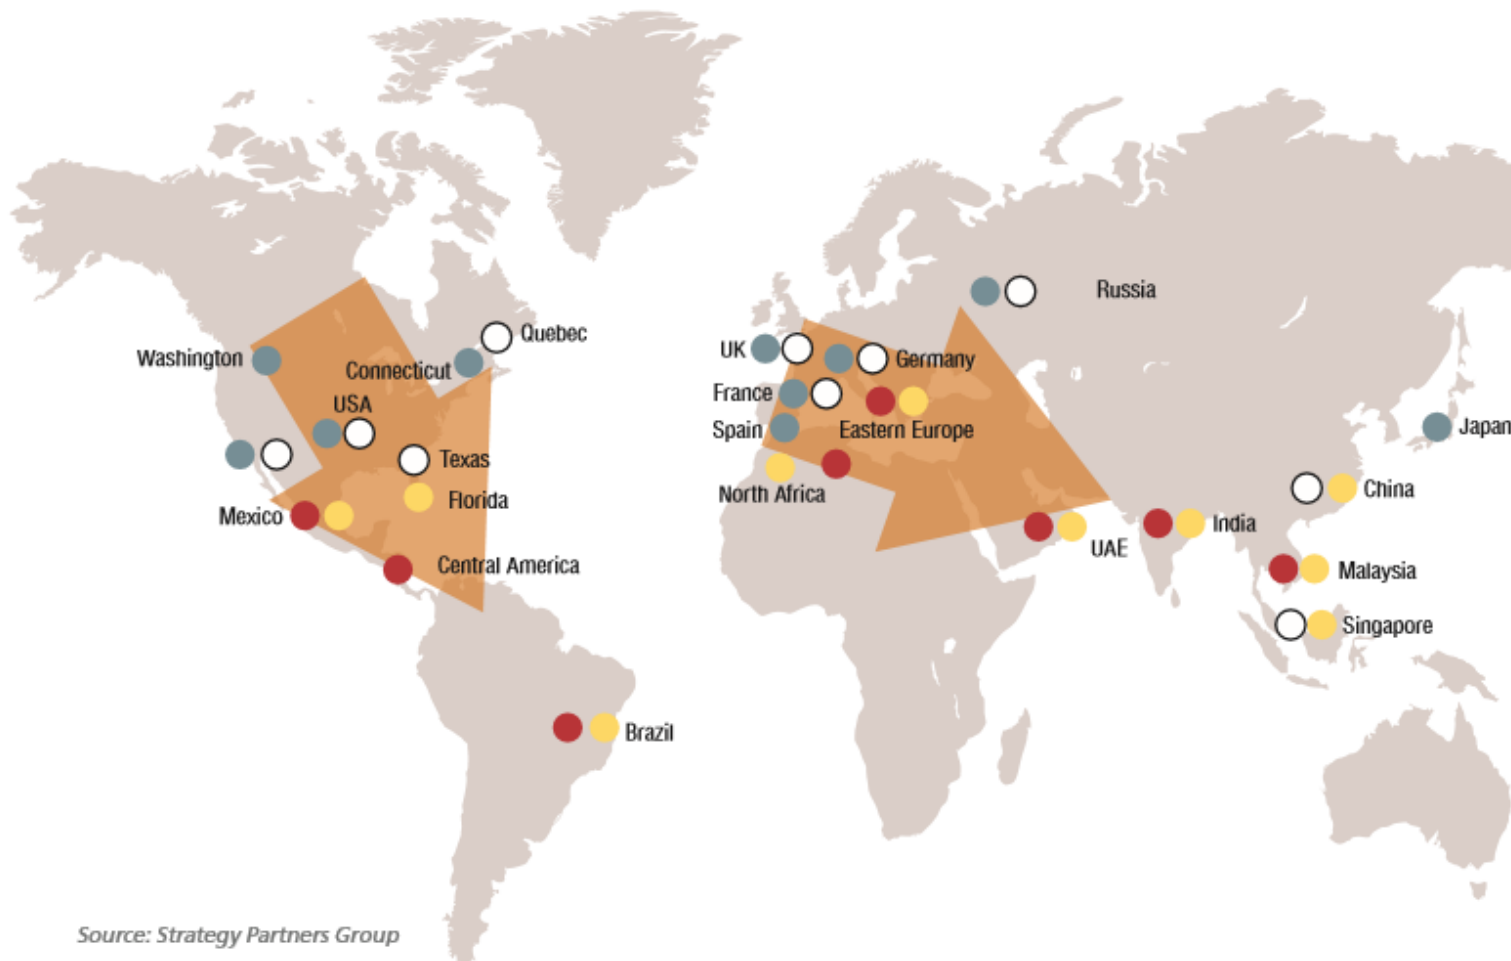 Quebec
Washington
Connecticut
USA
Texas
Florida
Mexico
Central America
Brazil
Russia
UK
Germany
France
Spain
Eastern Europe
North Africa
UAE
India
Japan
China
Malaysia
Singapore
Source: Strategy Partners Group